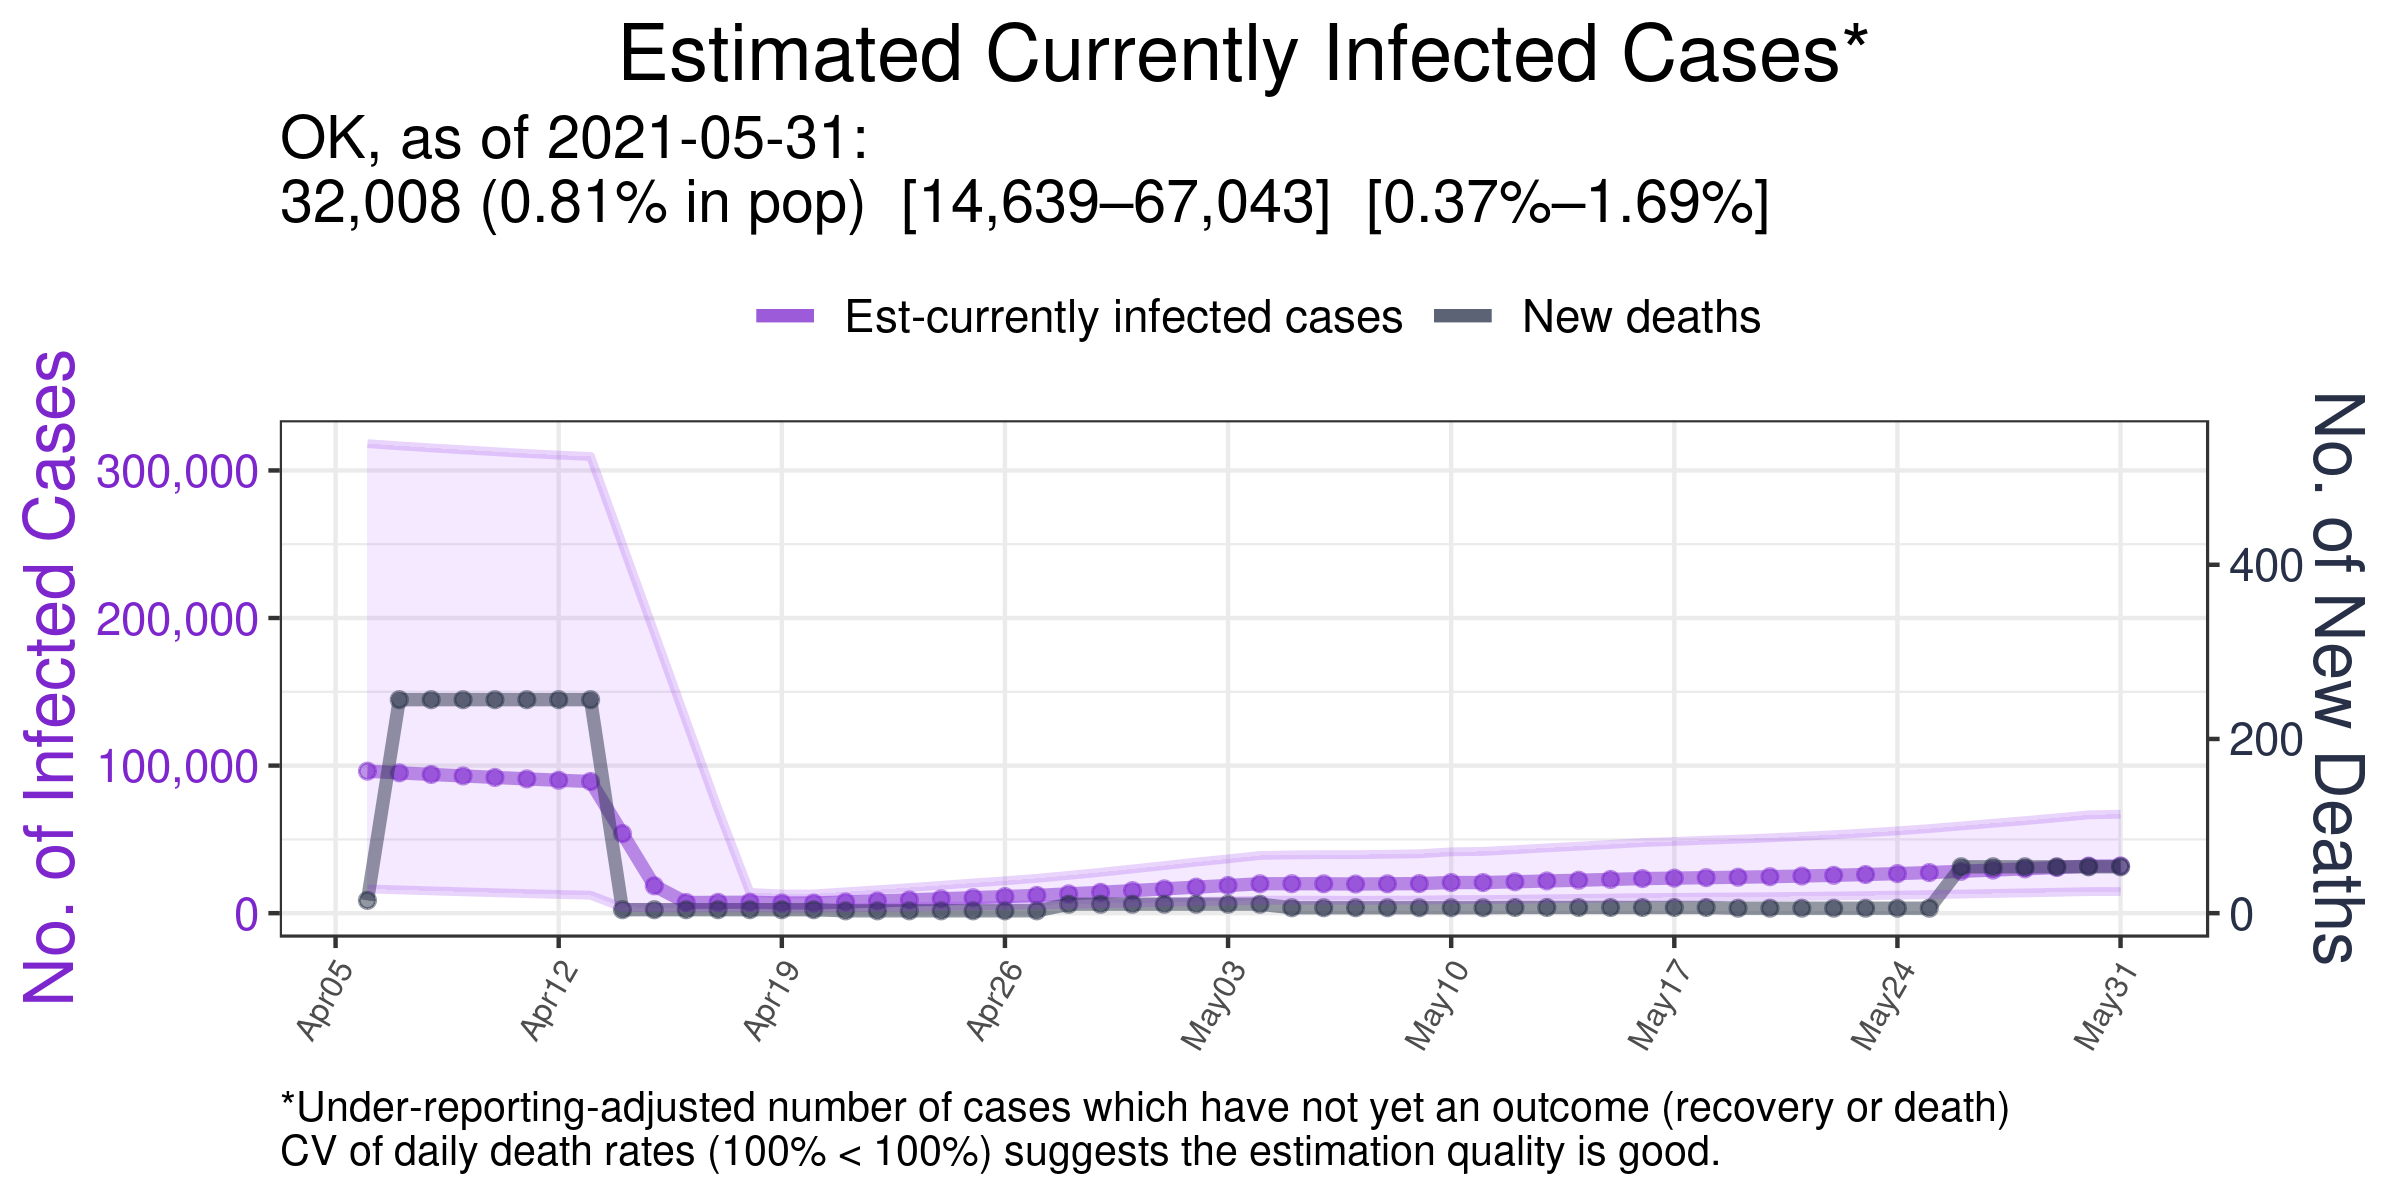 Estimated Currently Infected Cases*
OK, as of 2021-05-31:
32,008 (0.81% in pop) [14,639–67,043] [0.37%–1.69%]
Est-currently infected cases
New deaths
No. of Infected Cases
300,000
200,000
100,000
0
No. of New Deaths
400
200
0
Apr05
Apr12
Apr19
Apr26
May03
May10
May17
May24
May31
*Under-reporting-adjusted number of cases which have not yet an outcome (recovery or death)
CV of daily death rates (100% < 100%) suggests the estimation quality is good.